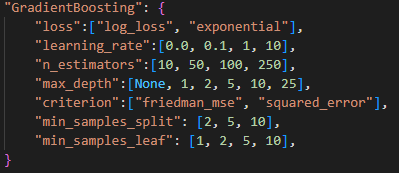 "GradientBoosting": {
"loss":["log_loss", "exponential"],
"learning_rate":[0.0, 0.1, 1, 10],
"n_estimators":[10, 50, 100, 250],
"max_depth":[None, 1, 2, 5, 10, 25],
"criterion":["friedman_mse", "squared_error"],
"min_samples_split": [2, 5, 10],
"min_samples_leaf": [1, 2, 5, 10],
}